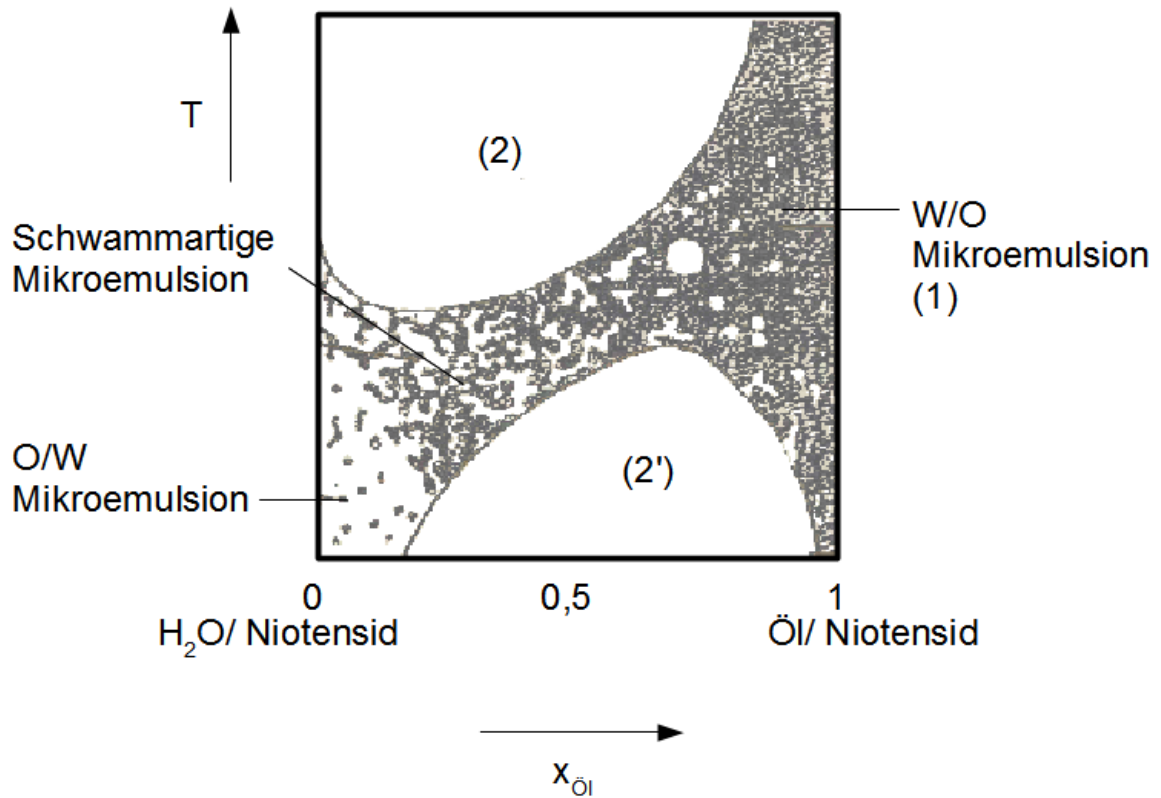 T
(2)
Schwammartige
Mikroemulsion
W/O
Mikroemulsion
(1)
O/W
Mikroemulsion
(2')
0
0,5
1
H₂O/ Niotensid
Öl/ Niotensid
xÖl